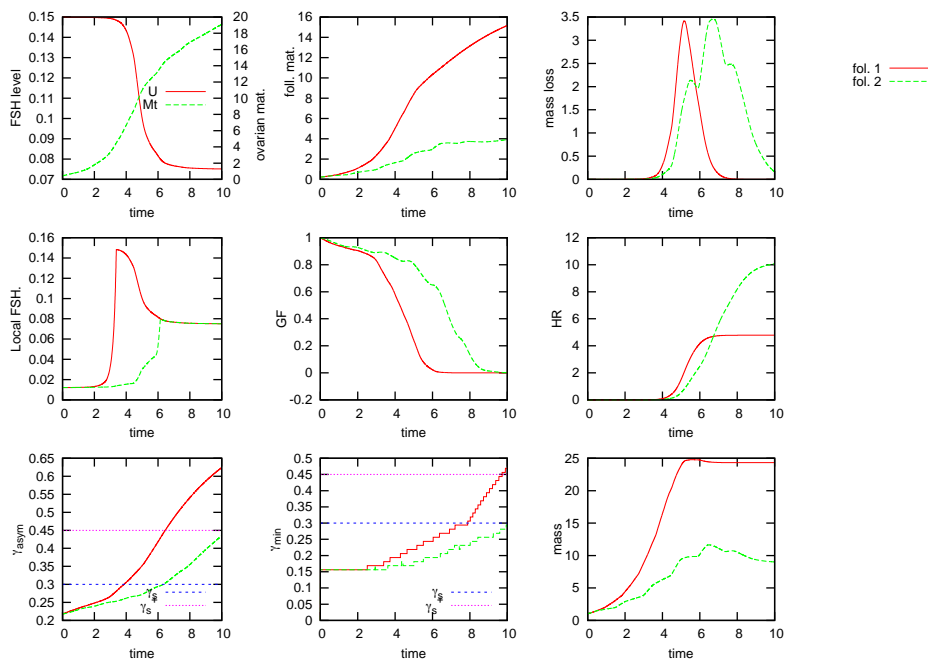 FSH level
0.15
0.14
0.13
0.12
0.11
0.1
0.09
0.08
0.07
0 2 4 6 8 10
time
20
18
16
14
12
10
8
6
4
2
0
ovarian mat.
U
Mt
foll. mat.
16
14
12
10
8
6
4
2
0
0 2 4 6 8 10
time
mass loss
3.5
3
2.5
2
1.5
1
0.5
0
0 2 4 6 8 10
time
fol. 1
fol. 2
Local FSH.
0.16
0.14
0.12
0.1
0.08
0.06
0.04
0.02
0
0 2 4 6 8 10
time
GF
1
0.8
0.6
0.4
0.2
0
-0.2
0 2 4 6 8 10
time
HR
12
10
8
6
4
2
0
0 2 4 6 8 10
time
γasym
0.65
0.6
0.55
0.5
0.45
0.4
0.35
0.3
0.25
0.2
0 2 4 6 8 10
time
γs
γs
γmin
0.5
0.45
0.4
0.35
0.3
0.25
0.2
0.15
0.1
0.05
0
0 2 4 6 8 10
time
γs
γs
mass
25
20
15
10
5
0
0 2 4 6 8 10
time